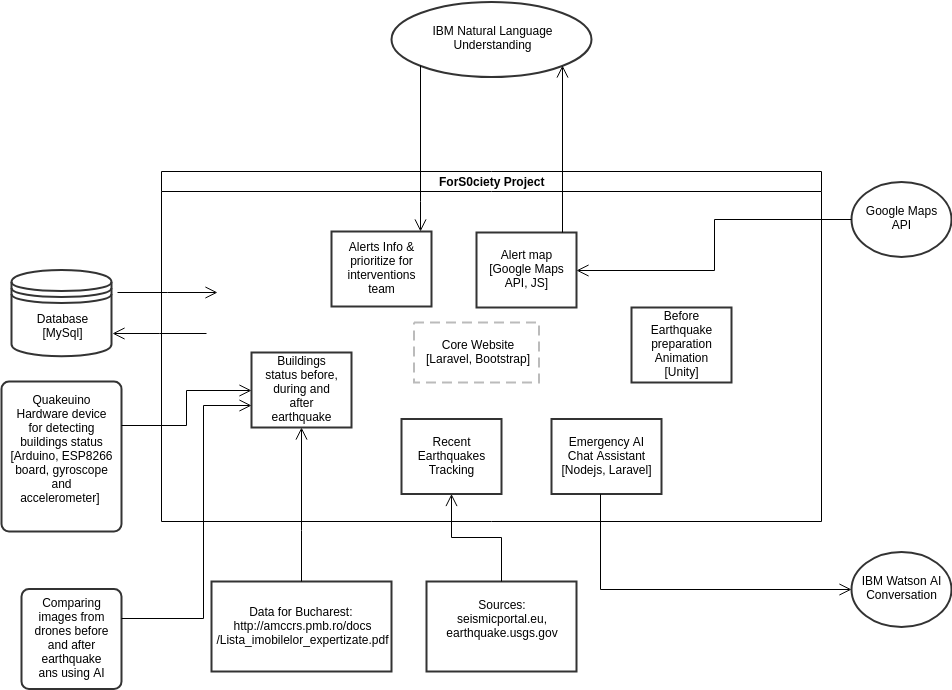 IBM Natural Language
Understanding
ForS0ciety Project
Google Maps
API
Alerts Info &
prioritize for
interventions
team
Alert map
[Google Maps
API, JS]
Database
[MySql]
Core Website
[Laravel, Bootstrap]
Before
Earthquake
preparation
Animation
[Unity]
Buildings
status before,
during and
after
earthquake
Quakeuino
Hardware device
for detecting
buildings status
[Arduino, ESP8266
board, gyroscope
and
accelerometer]
Recent
Earthquakes
Tracking
Emergency AI
Chat Assistant
[Nodejs, Laravel]
IBM Watson AI
Conversation
Comparing
images from
drones before
and after
earthquake
ans using AI
Data for Bucharest:
http://amccrs.pmb.ro/docs
/Lista_imobilelor_expertizate.pdf
Sources:
seismicportal.eu,
earthquake.usgs.gov